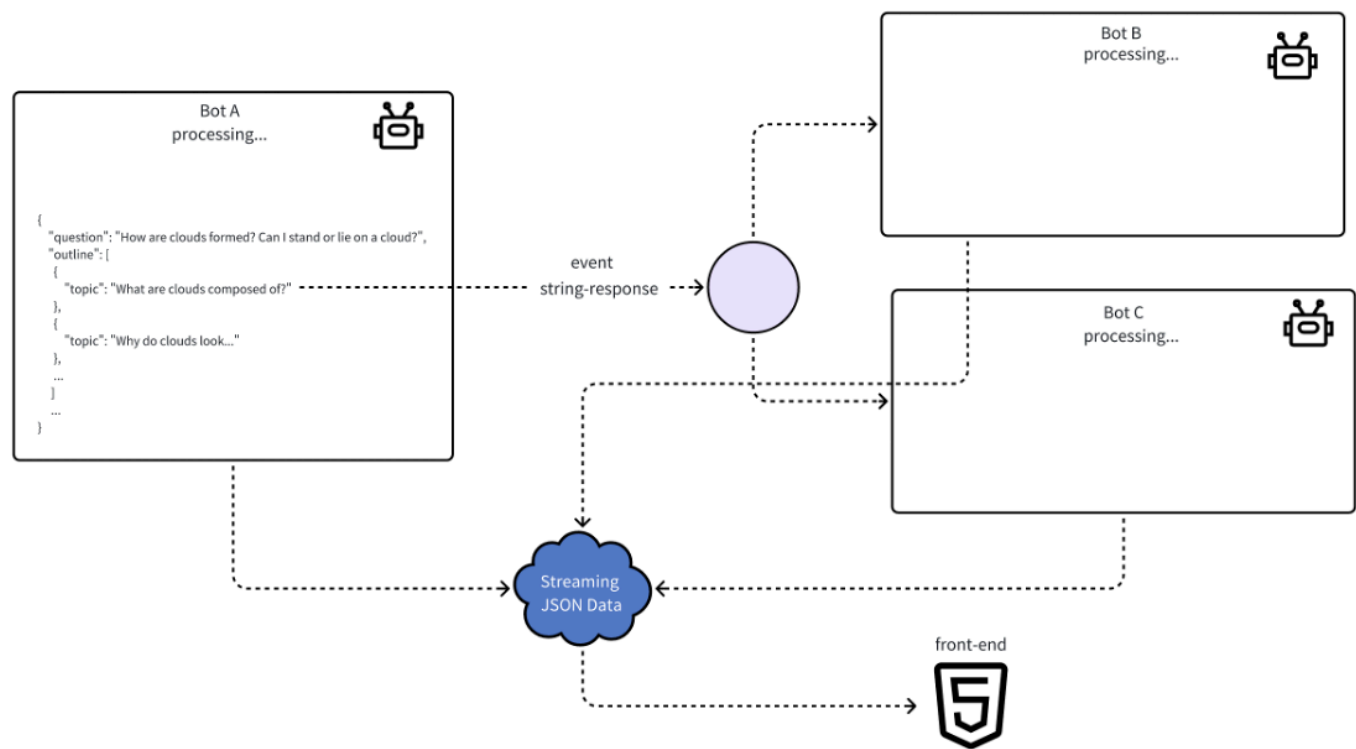 Bot A
processing...
{
"question": "How are clouds formed? Can I stand or lie on a cloud?",
"outline": [
{
"topic": "What are clouds composed of?"
},
{
"topic": "Why do clouds look..."
},
...
]
...
}
event
string-response
Bot B
processing...
Bot C
processing...
Streaming
JSON Data
front-end
5